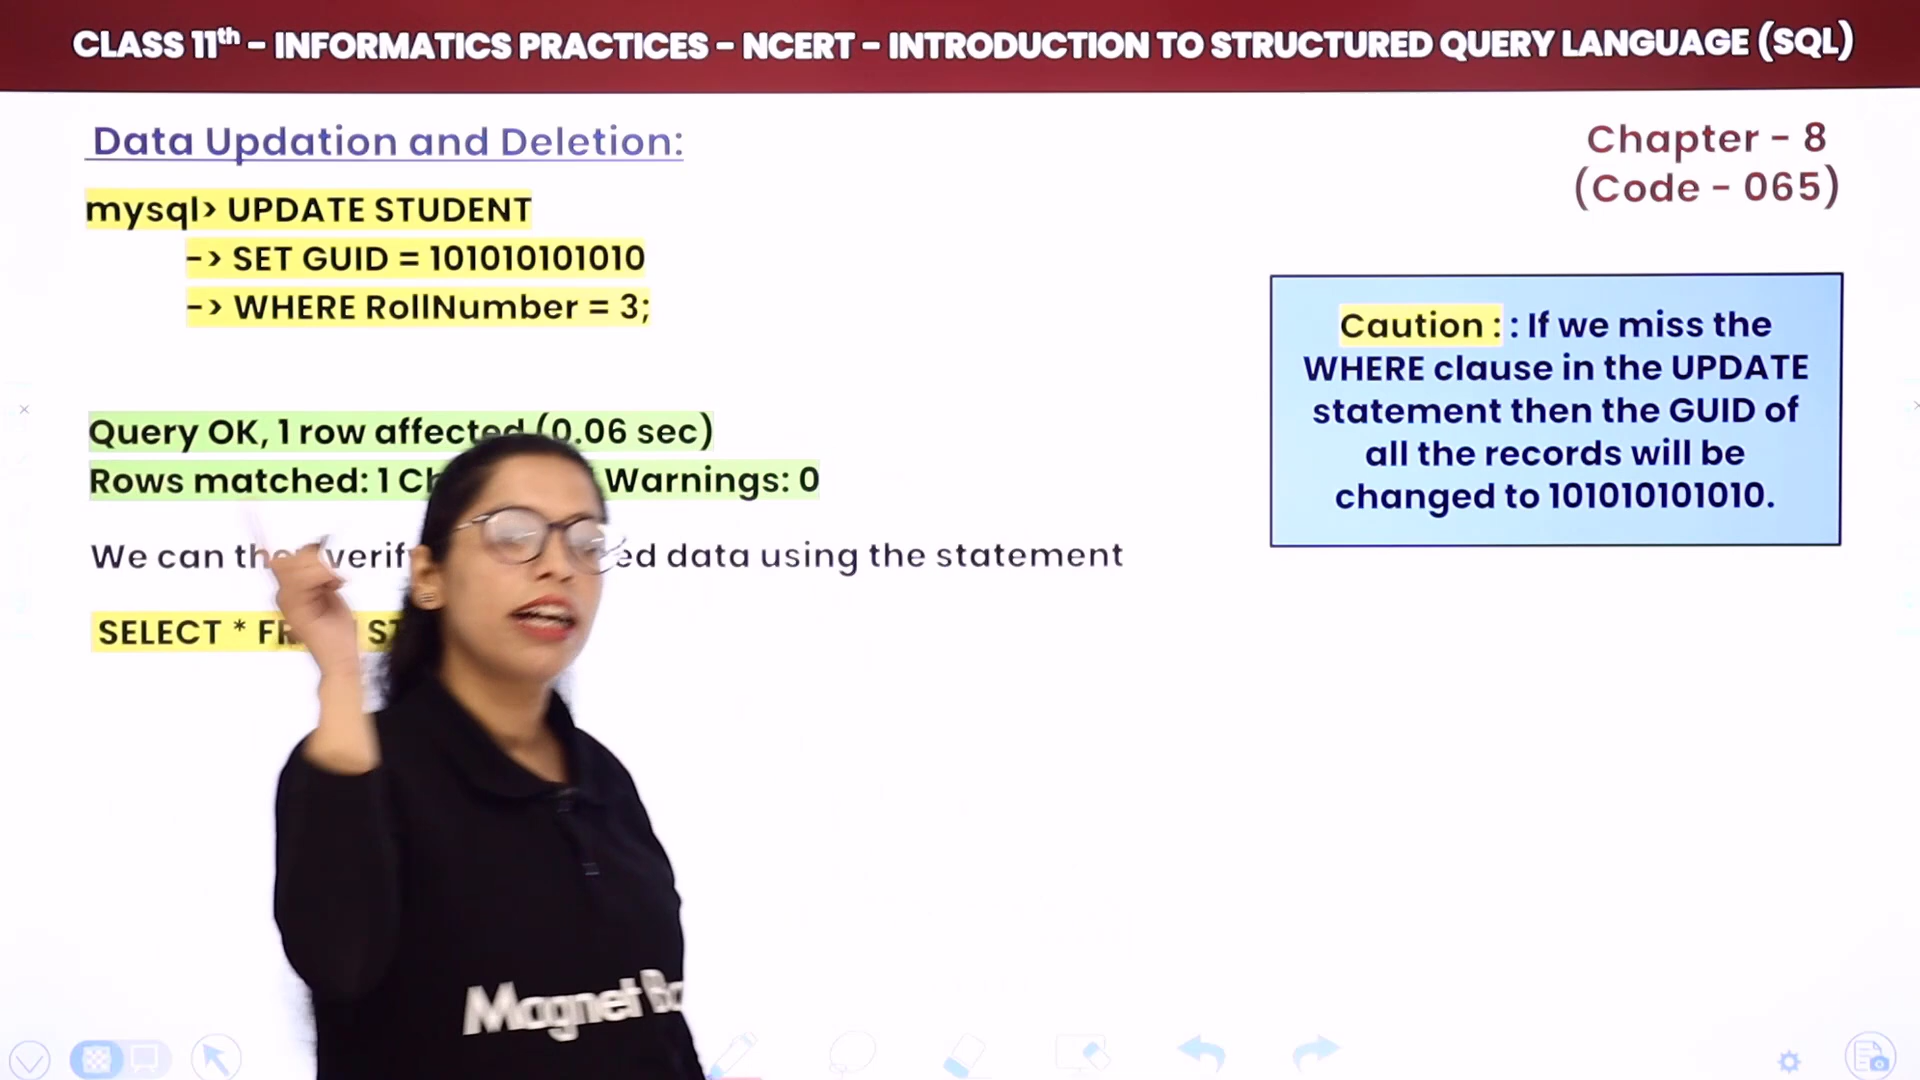 CLASS 11th - INFORMATICS PRACTICES - NCERT - INTRODUCTION TO STRUCTURED QUERY LANGUAGE (SQL)
Data Updation and Deletion:
Chapter - 8
(Code - 065)
mysql> UPDATE STUDENT
-> SET GUID = 101010101010
-> WHERE RollNumber = 3;
Caution : : If we miss the
WHERE clause in the UPDATE
statement then the GUID of
all the records will be
changed to 101010101010.
Query OK, 1 row affected (0.06 sec)
Rows matched: 1 Warnings: 0
We can data using the statement
SELECT *
Magnet